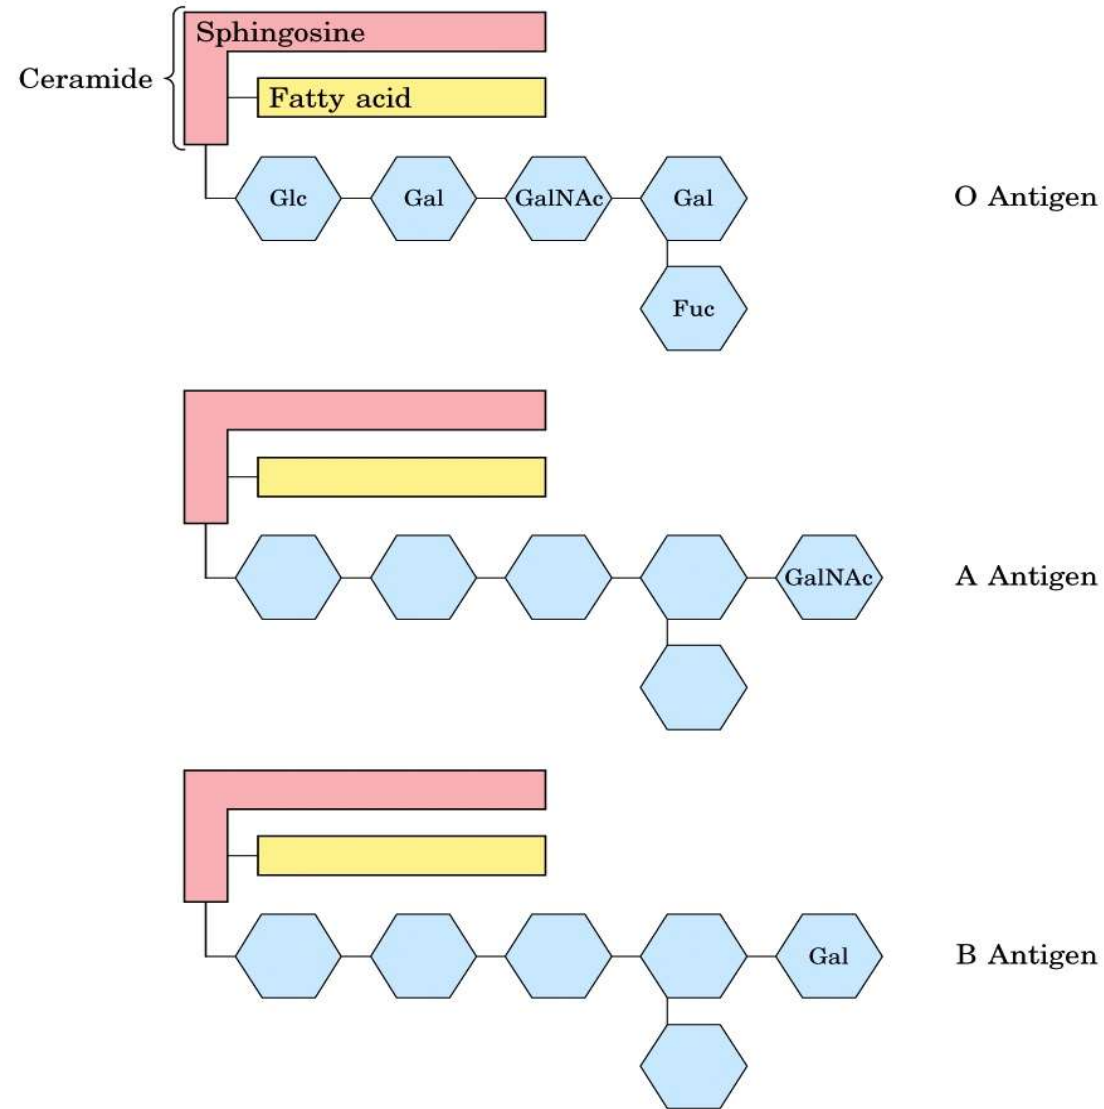 Sphingosine
Ceramide
Fatty acid
Glc Gal GalNAc Gal O Antigen
Fuc
GalNAc A Antigen
Gal B Antigen